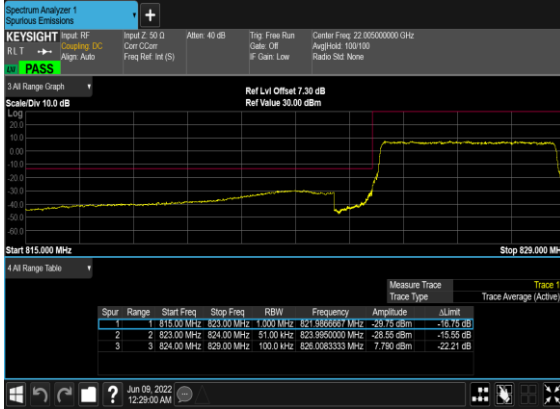 Spectrum Analyzer 1
Spurious Emissions
+
KEYSIGHT Input: RF Input Z: 50 Ω Atten: 40 dB Trig: Free Run Center Freq: 22.005000000 GHz
RLT Coupling: DC Corr CCorr Gate: Off Avg|Hold: 100/100
Align: Auto Freq Ref: Int (S) IF Gain: Low Radio Std: None
PASS
3 All Range Graph Ref Lvl Offset 7.30 dB
Scale/Div 10.0 dB Ref Value 30.00 dBm
Log
20.0
10.0
0.00
-10.0
-20.0
-30.0
-40.0
-50.0
-60.0
Start 815.000 MHz Stop 829.000 MH
4 All Range Table
Measure Trace Trace 1
Trace Type Trace Average (Active)
Spur Range Start Freq Stop Freq RBW Frequency Amplitude ΔLimit
1 1 815.00 MHz 823.00 MHz 1.000 MHz 821.9866667 MHz -29.75 dBm -16.75 dB
2 2 823.00 MHz 824.00 MHz 51.00 kHz 823.9950000 MHz -28.55 dBm -15.55 dB
3 3 824.00 MHz 829.00 MHz 100.0 kHz 826.0083333 MHz 7.790 dBm -22.21 dB
?
Jun 09, 2022
12:29:00 AM